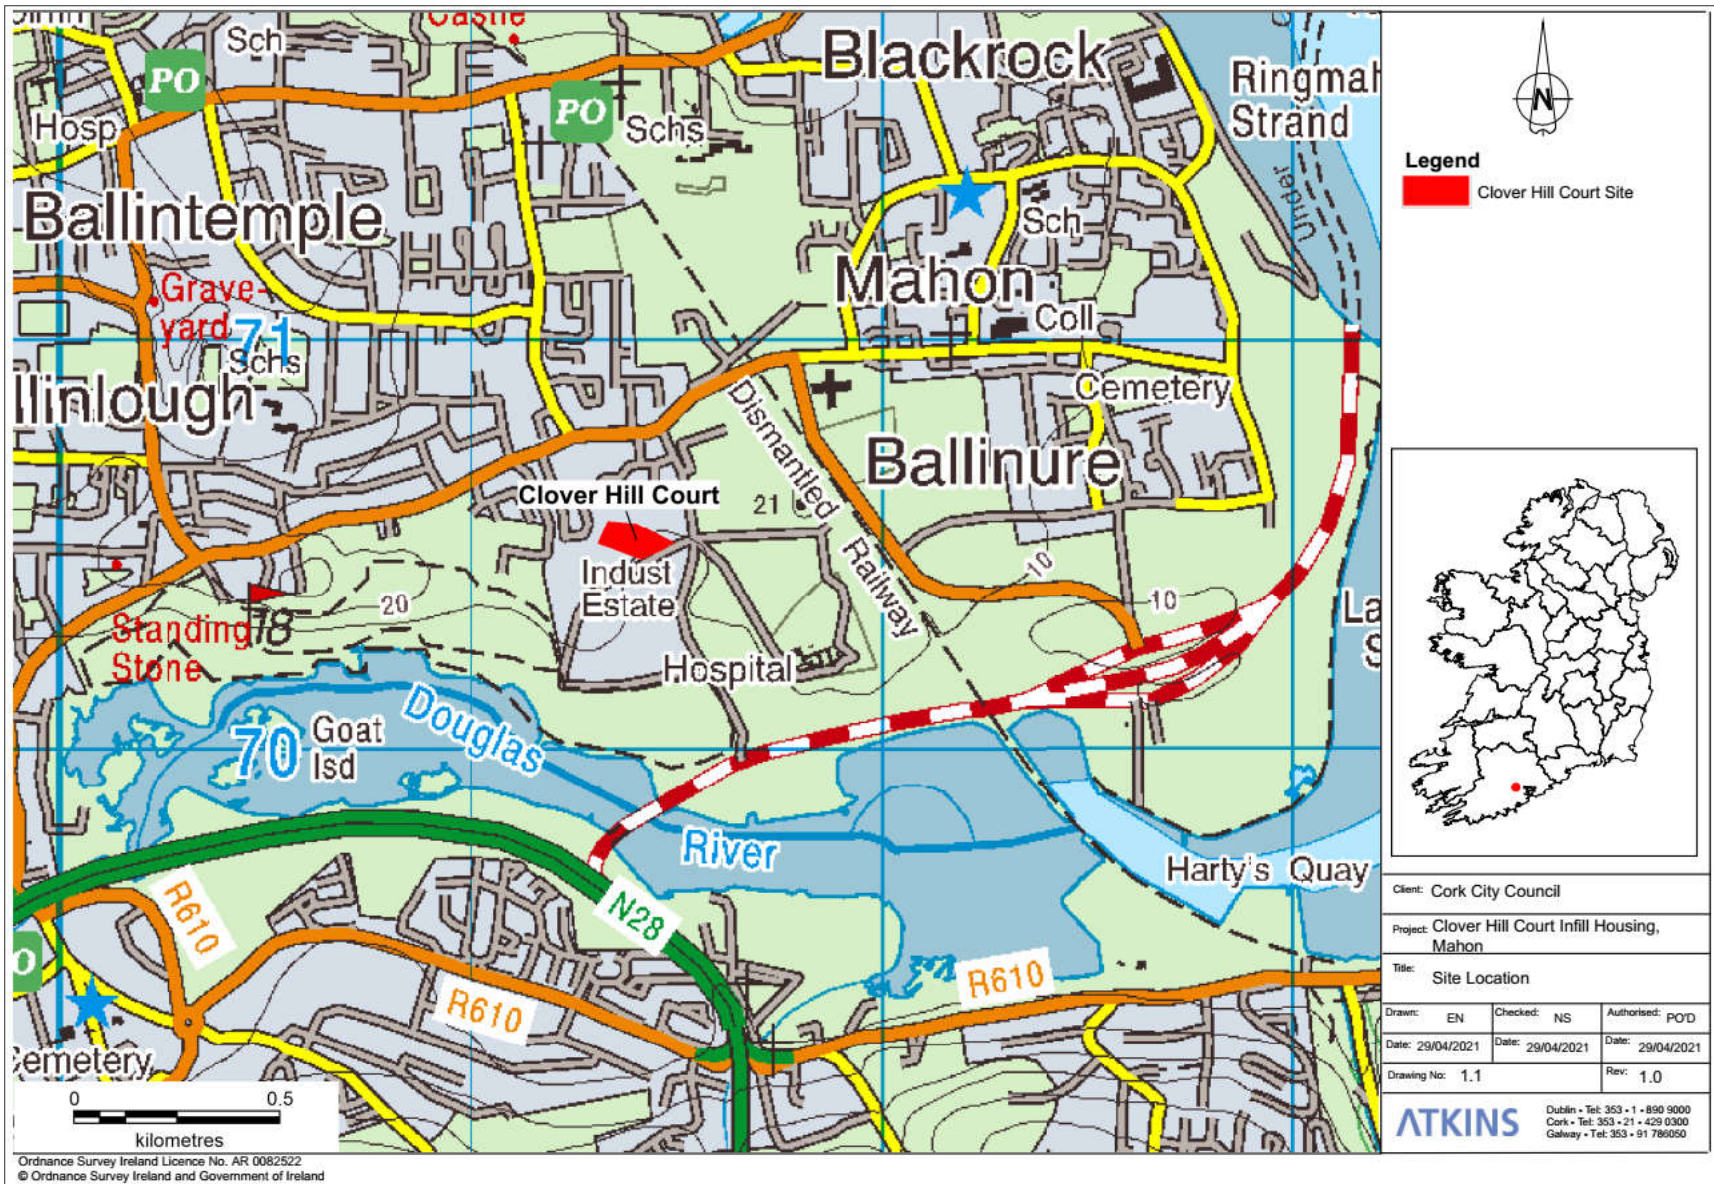 Castle
Sch
PO
Hosp
PO
Schs
Blackrock
Ringmah
Strand
Under
Ballintemple
Sch
Mahon
Grave-
yard
71
Schs
Coll
llinlough
Cemetery
Dismantled
Railway
Ballinure
Clover Hill Court
21
Indust
Estate
10
10
20
18
Standing
Stone
Hospital
La
S
Goat
Isd
70
Douglas
River
Harty's Quay
N28
R610
R610
R610
O
Cemetery
0 0.5
kilometres
Ordnance Survey Ireland Licence No. AR 0082522
© Ordnance Survey Ireland and Government of Ireland
N
Legend
Clover Hill Court Site
Client: Cork City Council
Project: Clover Hill Court Infill Housing,
Mahon
Title: Site Location
Drawn: EN Checked: NS Authorised: PO'D
Date: 29/04/2021 Date: 29/04/2021 Date: 29/04/2021
Drawing No: 1.1 Rev: 1.0
ATKINS
Dublin - Tel: 353 - 1 - 890 9000
Cork - Tel: 353 - 21 - 429 0300
Galway - Tel: 353 - 91 786050